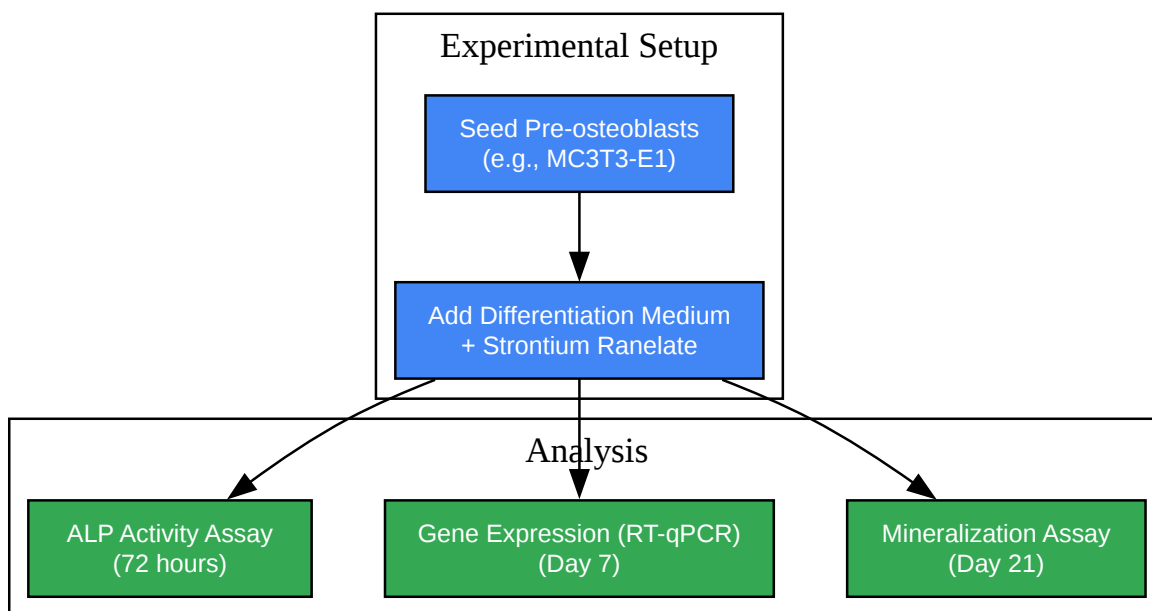 Experimental Setup
Seed Pre-osteoblasts
(e.g., MC3T3-E1)
Add Differentiation Medium
+ Strontium Ranelate
Analysis
ALP Activity Assay
(72 hours)
Gene Expression (RT-qPCR)
(Day 7)
Mineralization Assay
(Day 21)